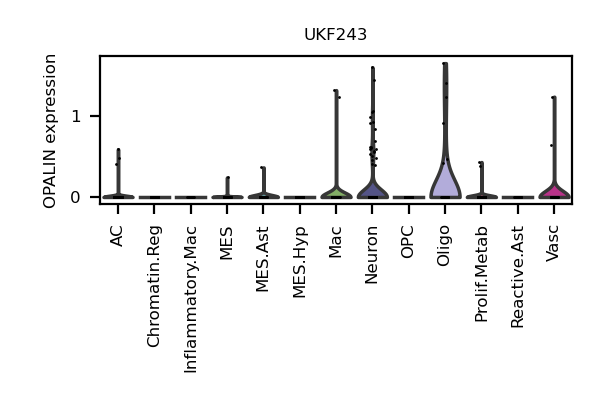 UKF243
OPALIN expression
1
0
AC
Chromatin.Reg
Inflammatory.Mac
MES
MES.Ast
MES.Hyp
Mac
Neuron
OPC
Oligo
Prolif.Metab
Reactive.Ast
Vasc